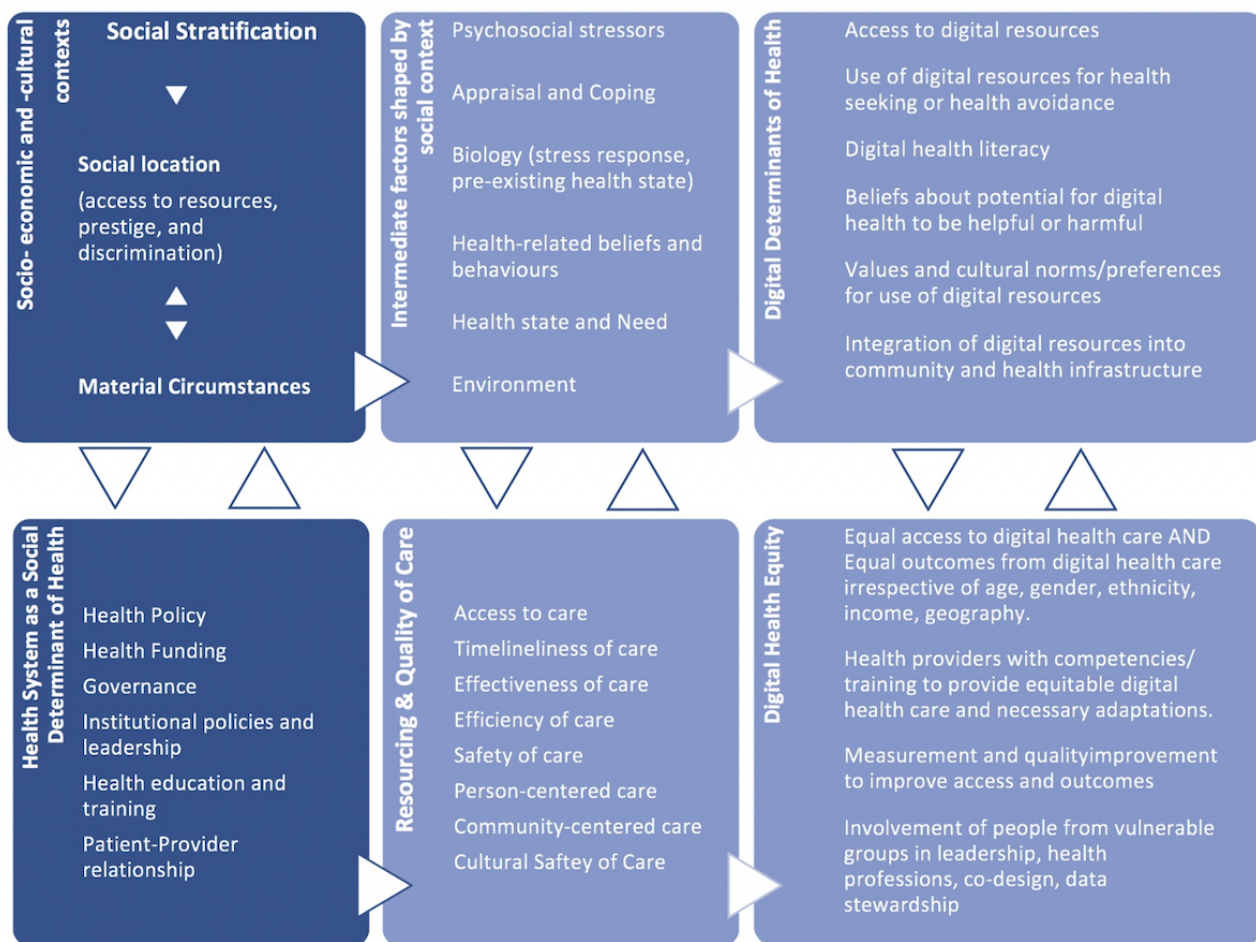 Socio- economic and -cultural
contexts
Social Stratification
Social location
(access to resources,
prestige, and
discrimination)
Material Circumstances
Intermediate factors shaped by
social context
Psychosocial stressors
Appraisal and Coping
Biology (stress response,
pre-existing health state)
Health-related beliefs and
behaviours
Health state and Need
Environment
Digital Determinants of Health
Access to digital resources
Use of digital resources for health
seeking or health avoidance
Digital health literacy
Beliefs about potential for digital
health to be helpful or harmful
Values and cultural norms/preferences
for use of digital resources
Integration of digital resources into
community and health infrastructure
Health System as a Social
Determinant of Health
Health Policy
Health Funding
Governance
Institutional policies and
leadership
Health education and
training
Patient-Provider
relationship
Resourcing & Quality of Care
Access to care
Timelineliness of care
Effectiveness of care
Efficiency of care
Safety of care
Person-centered care
Community-centered care
Cultural Saftey of Care
Digital Health Equity
Equal access to digital health care AND
Equal outcomes from digital health care
irrespective of age, gender, ethnicity,
income, geography.
Health providers with competencies/
training to provide equitable digital
health care and necessary adaptations.
Measurement and qualityimprovement
to improve access and outcomes
Involvement of people from vulnerable
groups in leadership, health
professions, co-design, data
stewardship